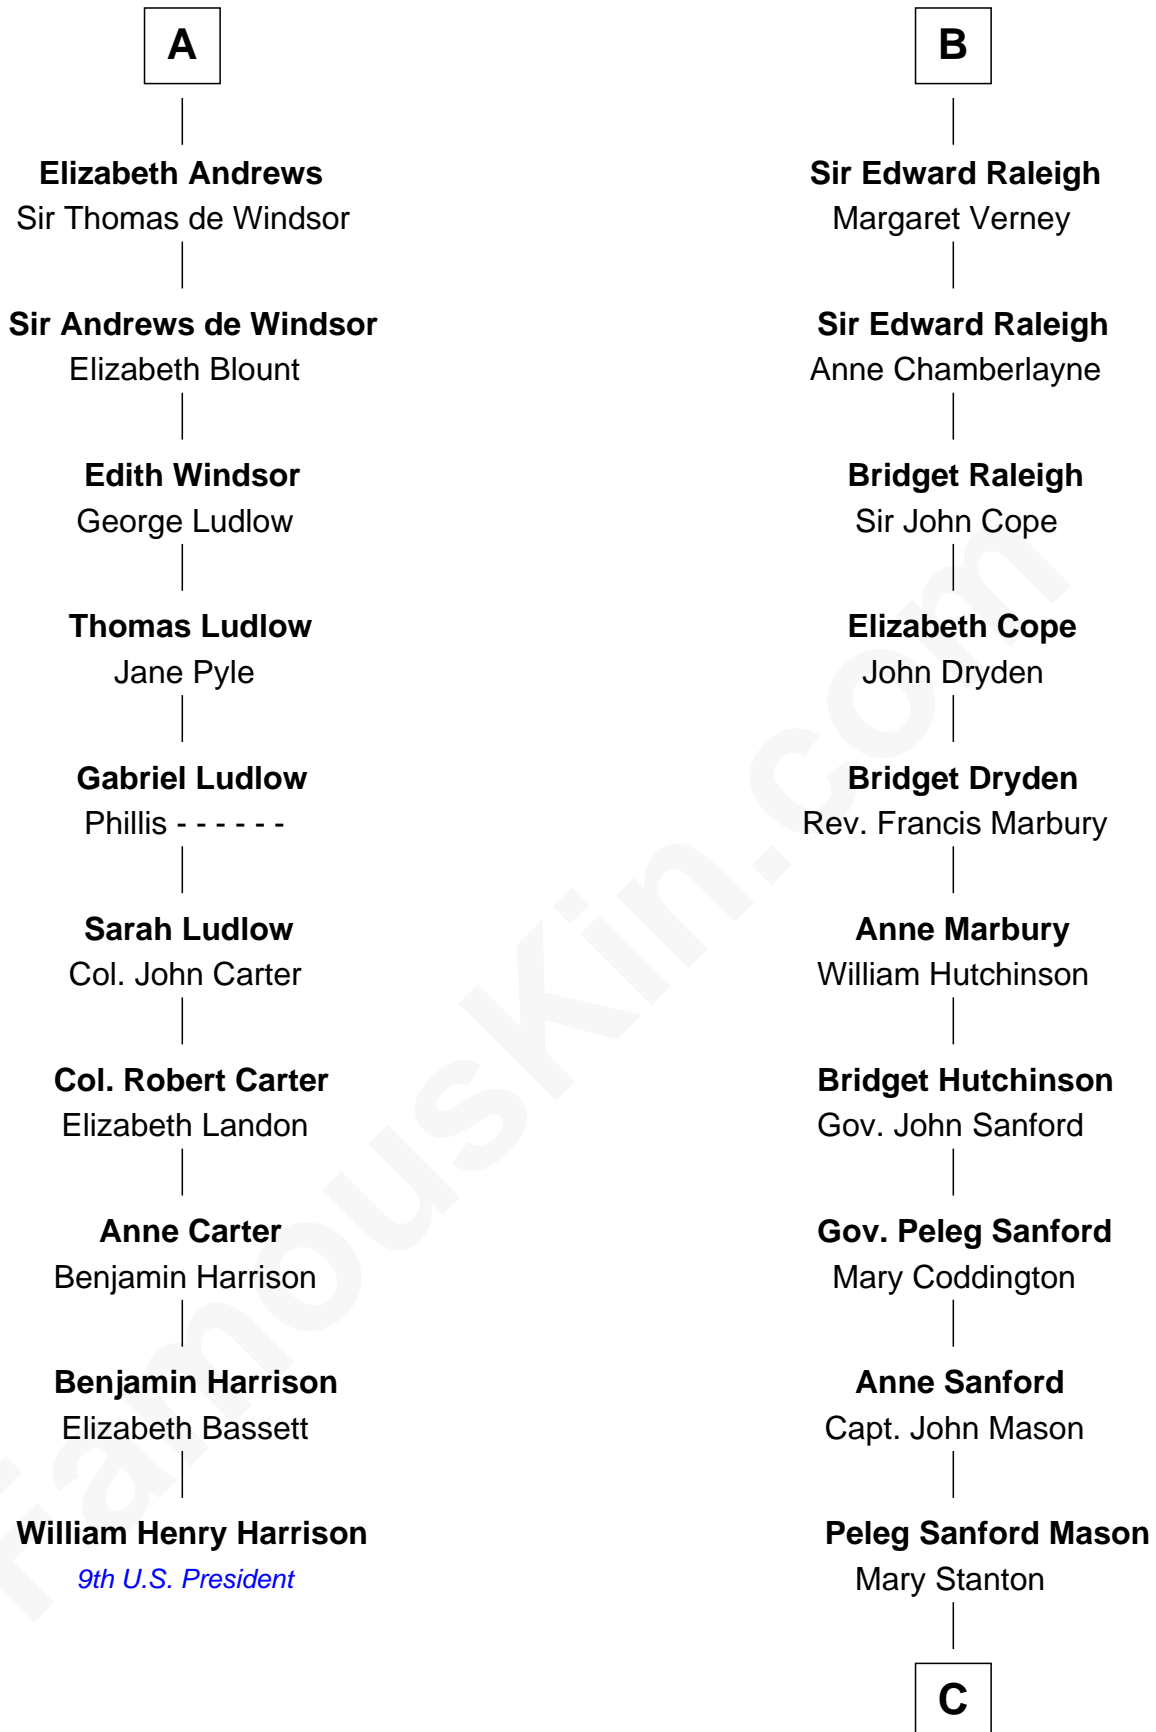 A
Elizabeth Andrews
Sir Thomas de Windsor
Sir Andrews de Windsor
Elizabeth Blount
Edith Windsor
George Ludlow
Thomas Ludlow
Jane Pyle
Gabriel Ludlow
Phillis - - - - - -
Sarah Ludlow
Col. John Carter
Col. Robert Carter
Elizabeth Landon
Anne Carter
Benjamin Harrison
Benjamin Harrison
Elizabeth Bassett
William Henry Harrison
9th U.S. President
B
Sir Edward Raleigh
Margaret Verney
Sir Edward Raleigh
Anne Chamberlayne
Bridget Raleigh
Sir John Cope
Elizabeth Cope
John Dryden
Bridget Dryden
Rev. Francis Marbury
Anne Marbury
William Hutchinson
Bridget Hutchinson
Gov. John Sanford
Gov. Peleg Sanford
Mary Coddington
Anne Sanford
Capt. John Mason
Peleg Sanford Mason
Mary Stanton
C
FamousKin.com